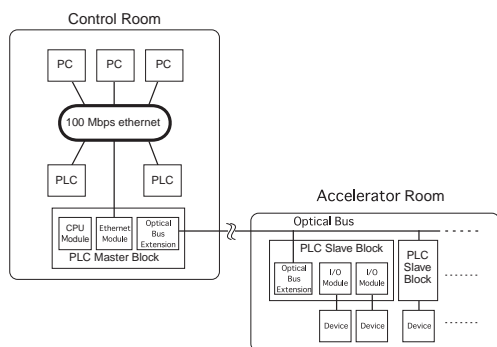 Control Room
PC
PC
PC
100 Mbps ethernet
PLC
PLC
CPU
Module
Ethernet
Module
Optical
Bus
Extension
PLC Master Block
Accelerator Room
Optical Bus
PLC Slave Block
Optical
Bus
Extension
I/O
Module
I/O
Module
PLC
Slave
Block
Device
Device
Device